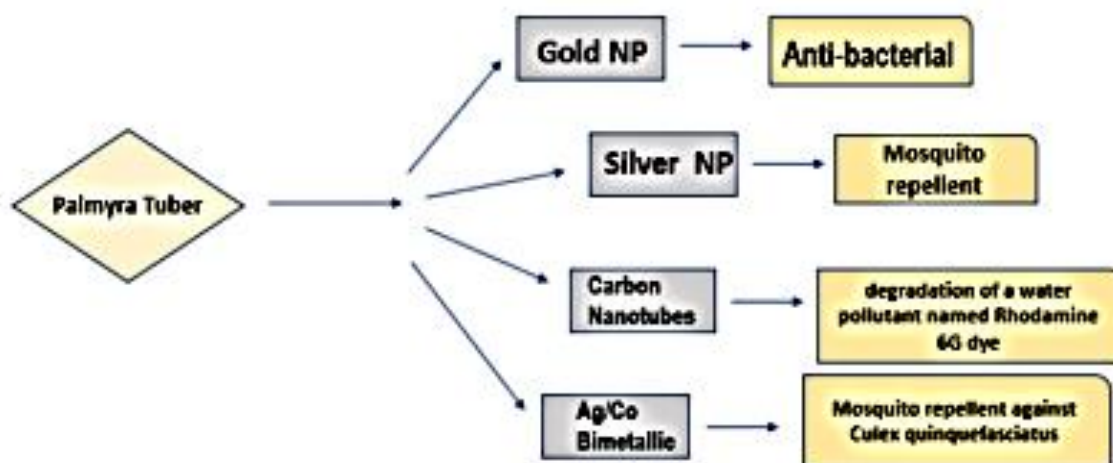 Gold NP
Anti-bacterial
Silver NP
Mosquito
repellent
Palmyra Tuber
Carbon
Nanotubes
degradation of a water
pollutant named Rhodamine
6G dye
Ag/Co
Bimetallic
Mosquito repellent against
Culex quinquefasciatus